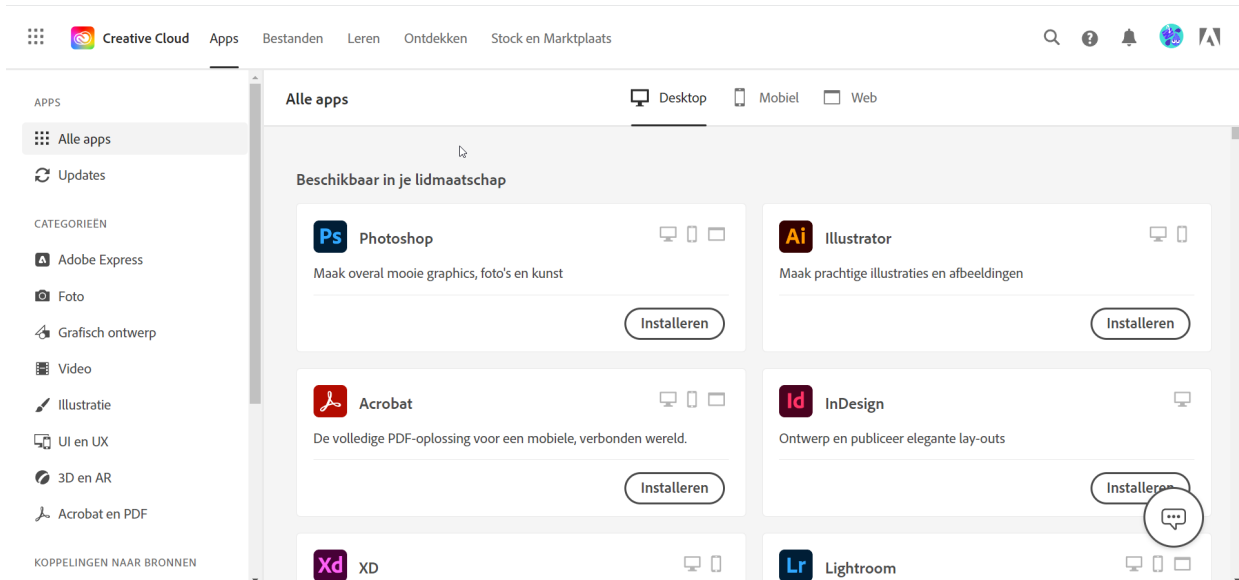 Creative Cloud Apps Bestanden Leren Ontdekken Stock en Marktplaats
APPS
Alle apps
Updates
CATEGORIEËN
Adobe Express
Foto
Grafisch ontwerp
Video
Illustratie
UI en UX
3D en AR
Acrobat en PDF
KOPPELINGEN NAAR BRONNEN
Alle apps Desktop Mobiel Web
Beschikbaar in je lidmaatschap
Ps Photoshop
Maak overal mooie graphics, foto's en kunst
Installeren
Ai Illustrator
Maak prachtige illustraties en afbeeldingen
Installeren
Acrobat
De volledige PDF-oplossing voor een mobiele, verbonden wereld.
Installeren
Id InDesign
Ontwerp en publiceer elegante lay-outs
Installeren
Xd XD
Lr Lightroom